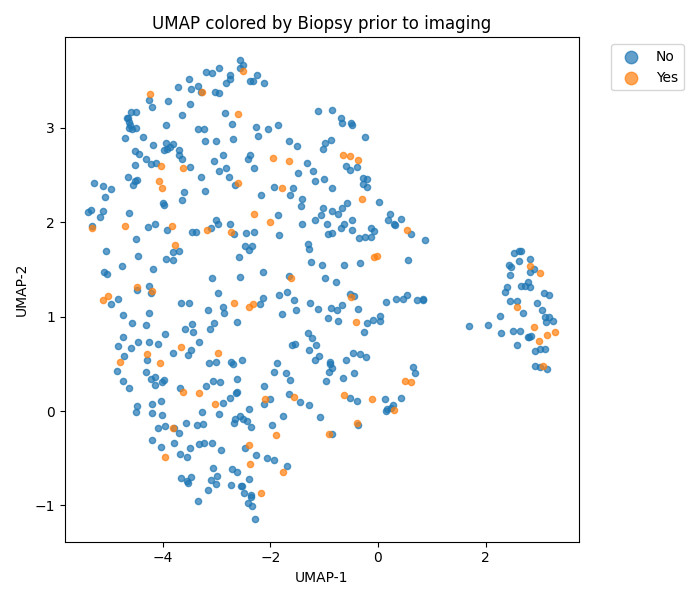 UMAP colored by Biopsy prior to imaging
No
Yes
3
2
1
0
−1
UMAP-2
−4
−2
0
2
UMAP-1